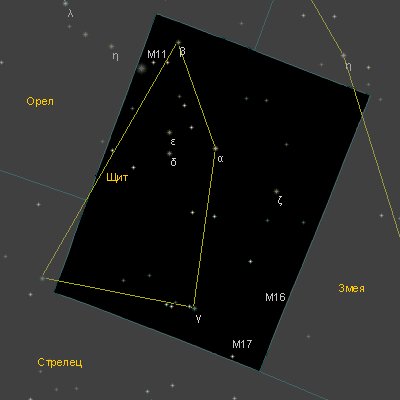 λ
η
M11
β
η
Орел
ε
δ
α
Щит
ζ
M16
Змея
γ
M17
Стрелец